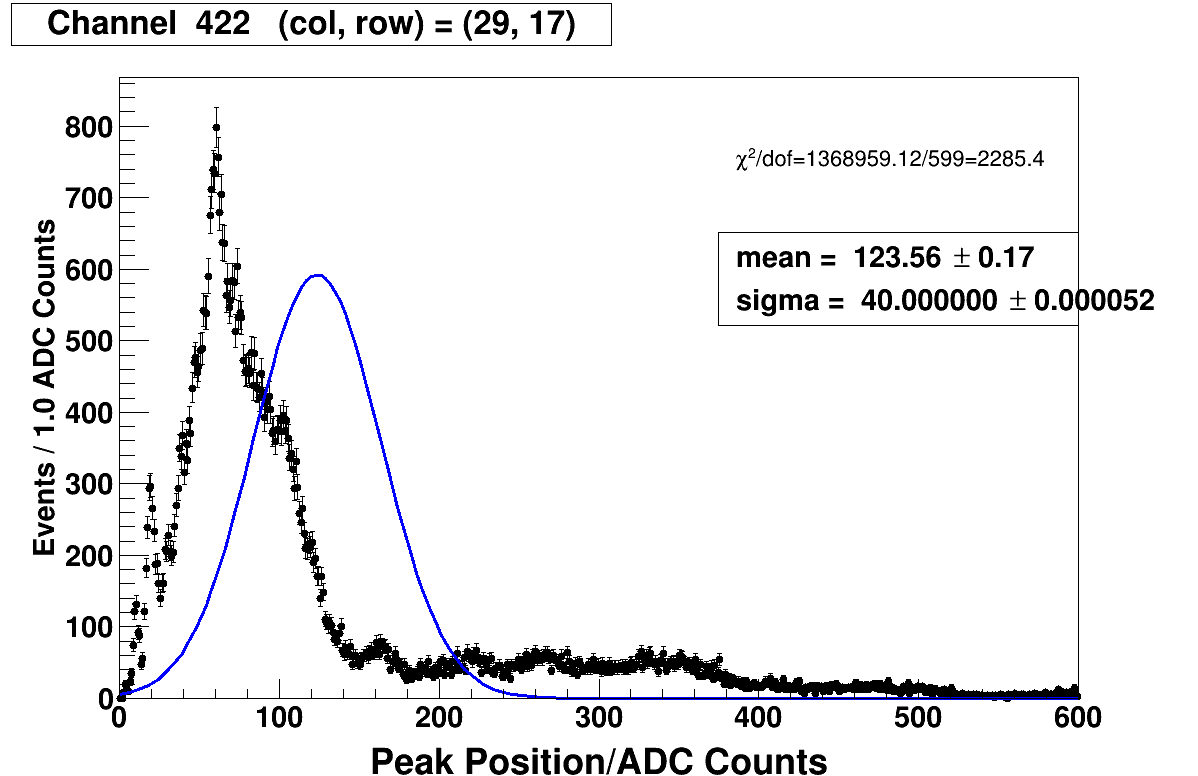 Channel 422 (col, row) = (29, 17)
800
700
600
500
400
300
200
100
0
Events / 1.0 ADC Counts
χ²/dof=1368959.12/599=2285.4
mean = 123.56 ± 0.17
sigma = 40.000000 ± 0.000052
0 100 200 300 400 500 600
Peak Position/ADC Counts